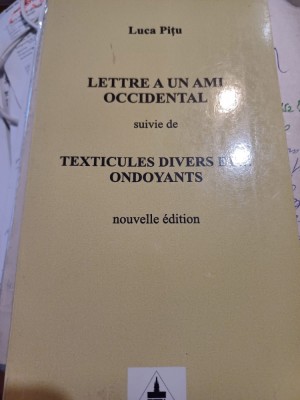 Luca Pițu
LETTRE A UN AMI
OCCIDENTAL
suivie de
TEXTICULES DIVERS
ONDOYANTS
nouvelle édition